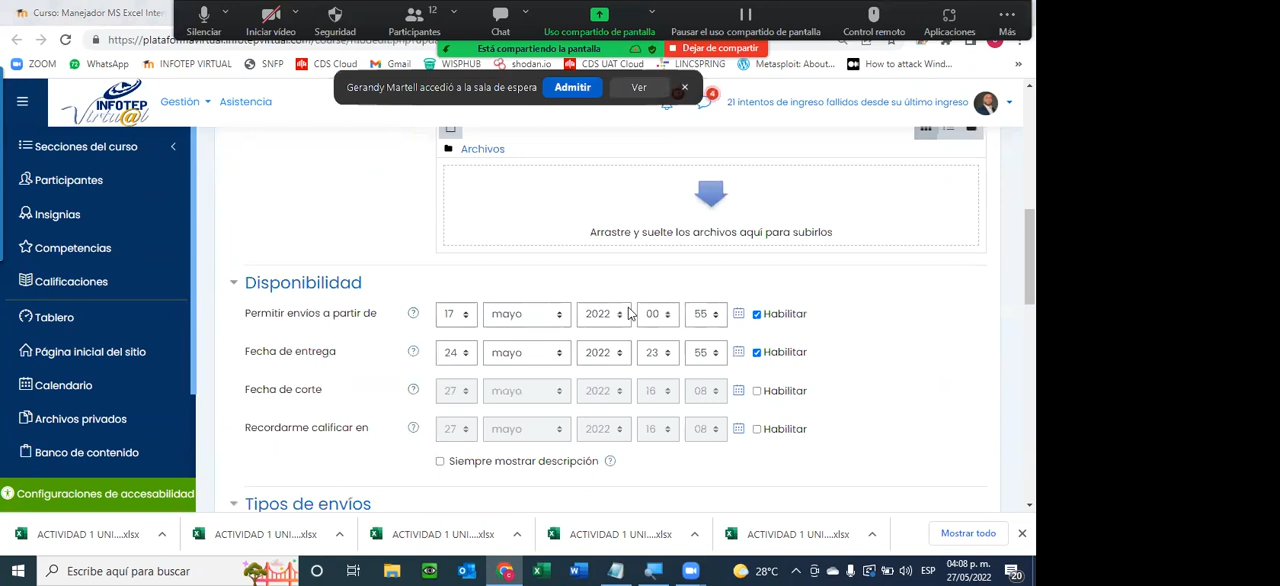 Curso: Manejador MS Excel Inter
Silenciar
Iniciar vídeo
Seguridad
12
Participantes
Chat
Uso compartido de pantalla
Pausar el uso compartido de pantalla
Control remoto
Aplicaciones
Más
Está compartiendo la pantalla
Dejar de compartir
ZOOM
WhatsApp
INFOTEP VIRTUAL
SNFP
CDS Cloud
Gmail
WISPHUB
shodan.io
CDS UAT Cloud
LINCSPRING
Metasploit: About...
How to attack Wind...
»
Gerandy Martell accedió a la sala de espera
Admitir
Ver
INFOTEP
Virtu@l
Gestión
Asistencia
4
21 intentos de ingreso fallidos desde su último ingreso
Secciones del curso
Participantes
Insignias
Competencias
Calificaciones
Tablero
Página inicial del sitio
Calendario
Archivos privados
Banco de contenido
Configuraciones de accesabilidad
Archivos
Arrastre y suelte los archivos aquí para subirlos
Disponibilidad
Permitir envíos a partir de
17 mayo 2022 00 55 Habilitar
Fecha de entrega
24 mayo 2022 23 55 Habilitar
Fecha de corte
27 mayo 2022 16 08 Habilitar
Recordarme calificar en
27 mayo 2022 16 08 Habilitar
Siempre mostrar descripción
Tipos de envíos
ACTIVIDAD 1 UNI....xlsx
ACTIVIDAD 1 UNI....xlsx
ACTIVIDAD 1 UNI....xlsx
ACTIVIDAD 1 UNI....xlsx
ACTIVIDAD 1 UNI....xlsx
Mostrar todo
Escribe aquí para buscar
28°C
ESP
04:08 p. m.
27/05/2022
20